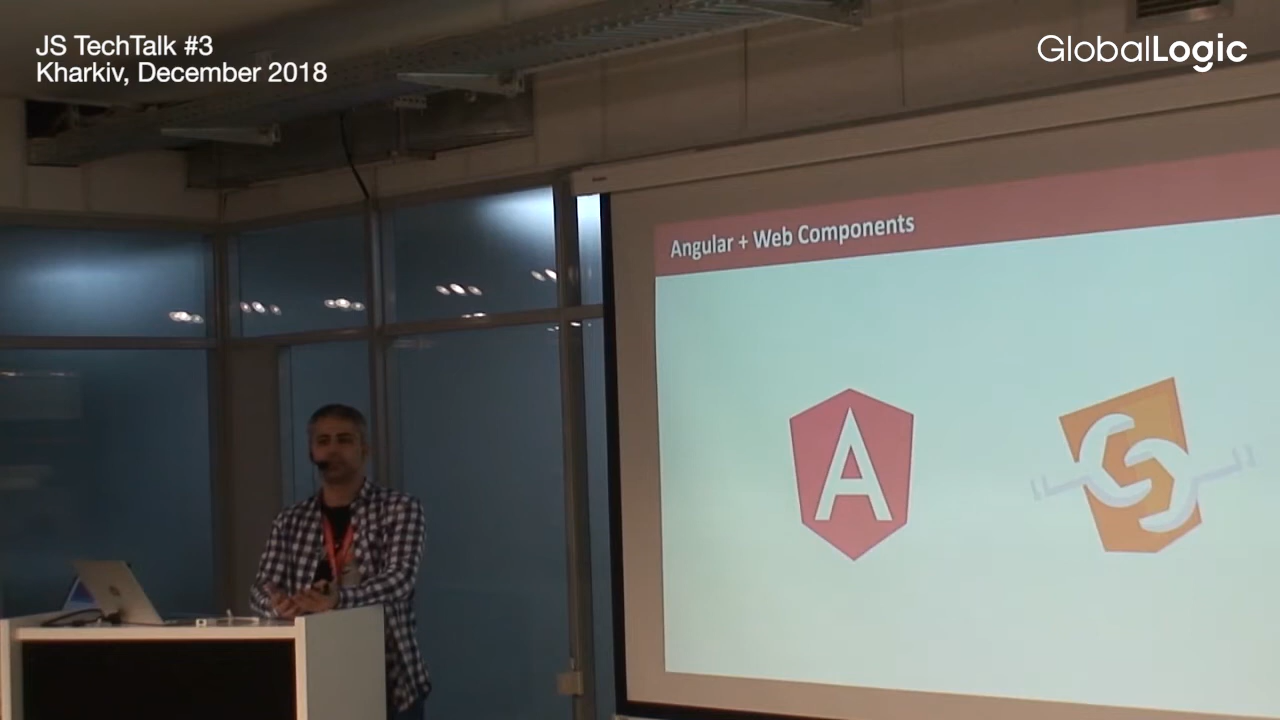 JS TechTalk #3
Kharkiv, December 2018
GlobalLogic
Angular + Web Components
A